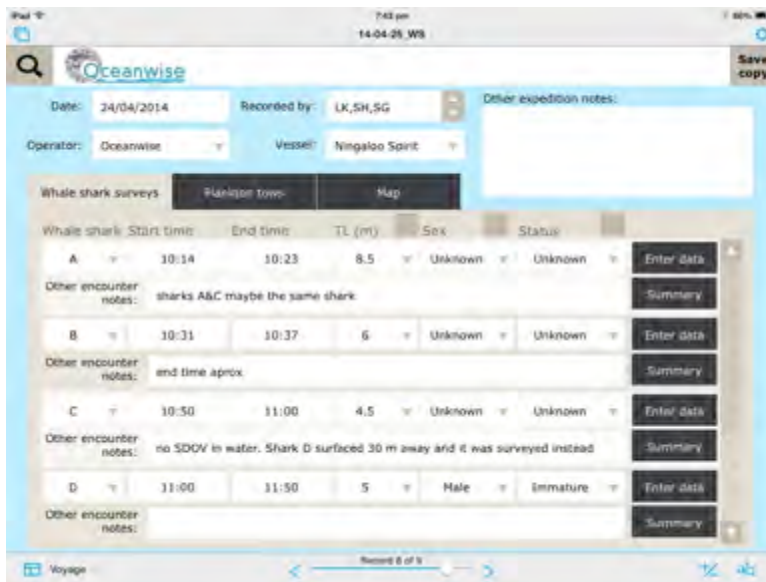 iPad
7:43 pm
14-04-25_WS
Oceanwise
Save copy
Date: 24/04/2014 Recorded by: LK,SH,SG Other expedition notes:
Operator: Oceanwise Vessel: Ningaloo Spirit
Whale shark surveys Plankton tows Map
Whale shark Start time End time TL (m) Sex Status
A 10:14 10:23 8.5 Unknown Unknown Enter data
Other encounter notes: sharks A&C maybe the same shark Summary
B 10:31 10:37 6 Unknown Unknown Enter data
Other encounter notes: end time aprox Summary
C 10:50 11:00 4.5 Unknown Unknown Enter data
Other encounter notes: no SDOV in water. Shark D surfaced 30 m away and it was surveyed instead Summary
D 11:00 11:50 5 Male Immature Enter data
Other encounter notes: Summary
Voyage